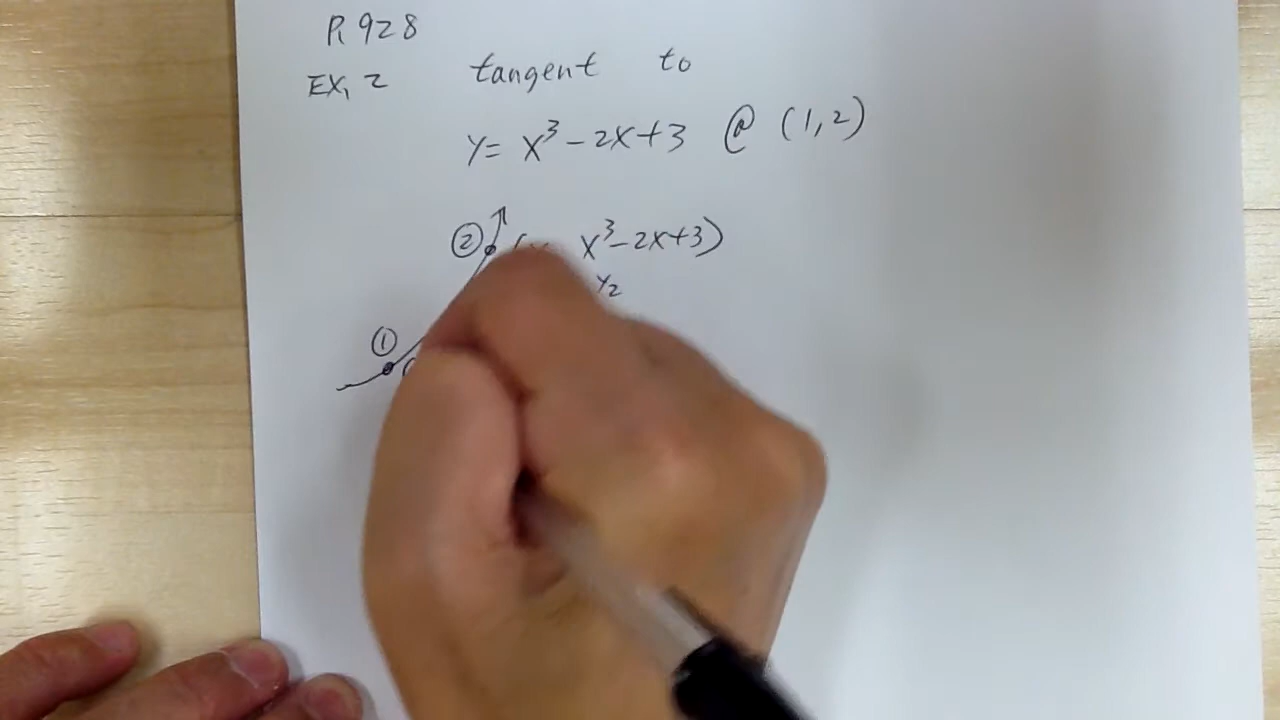 P. 928
EX. 2 tangent to
y = x³ - 2x + 3 @ (1, 2)
② ( x³ - 2x + 3)
y₂
① (